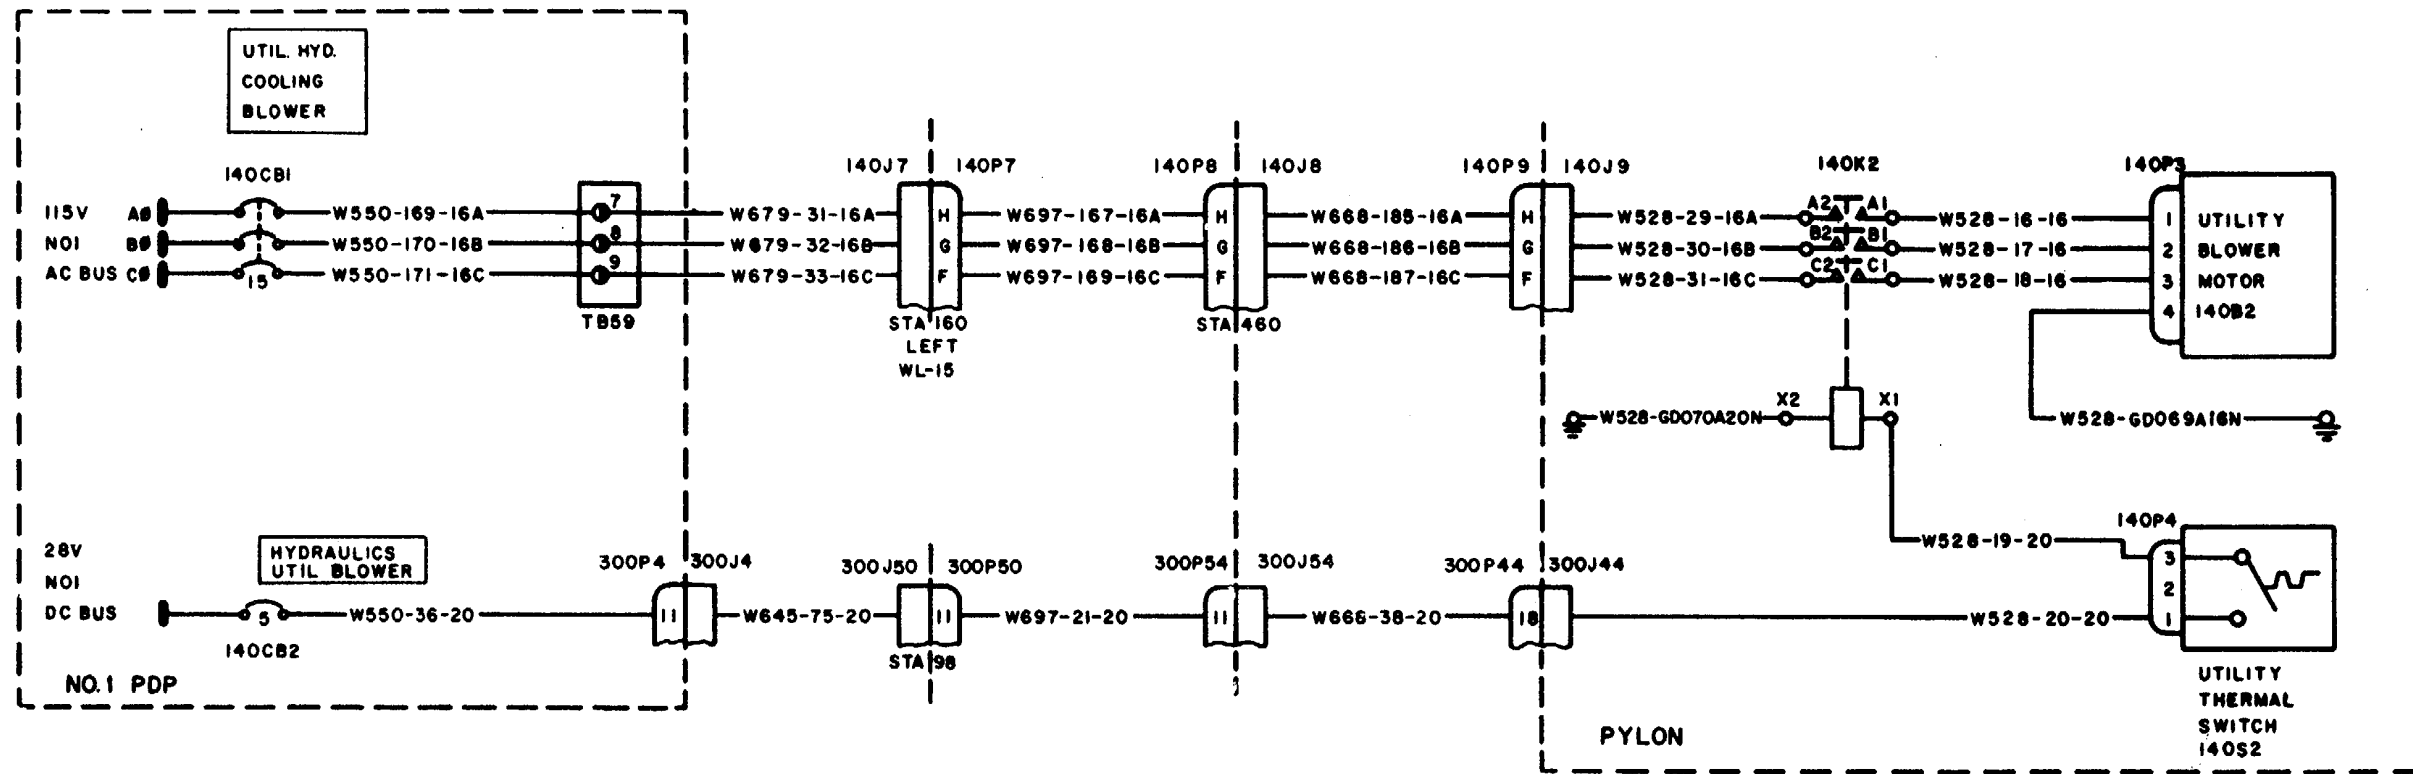 UTIL. HYD.
COOLING
BLOWER
140CB1
140J7 140P7
140P8 140J8
140P9 140J9
140K2
140P3
115V AØ W550-169-16A 7 W679-31-16A H W697-167-16A H W668-185-16A H W528-29-16A A2 A1 W528-16-16 1 UTILITY
NO1 BØ W550-170-16B 8 W679-32-16B G W697-168-16B G W668-186-16B G W528-30-16B B2 B1 W528-17-16 2 BLOWER
AC BUS CØ 15 W550-171-16C 9 W679-33-16C F W697-169-16C F W668-187-16C F W528-31-16C C2 C1 W528-18-16 3 MOTOR
4 140B2
TB59
STA 160
LEFT
WL-15
STA 460
W528-GD070A20N X2 X1
W528-GD069A16N
28V
NO1
DC BUS
HYDRAULICS
UTIL BLOWER
300P4 300J4
300J50 300P50
300P54 300J54
300P44 300J44
W528-19-20
140P4
3
2
5 W550-36-20 11 W645-75-20 11 W697-21-20 11 W668-38-20 18 W528-20-20 1
140CB2
STA 98
NO.1 PDP
UTILITY
THERMAL
SWITCH
140S2
PYLON